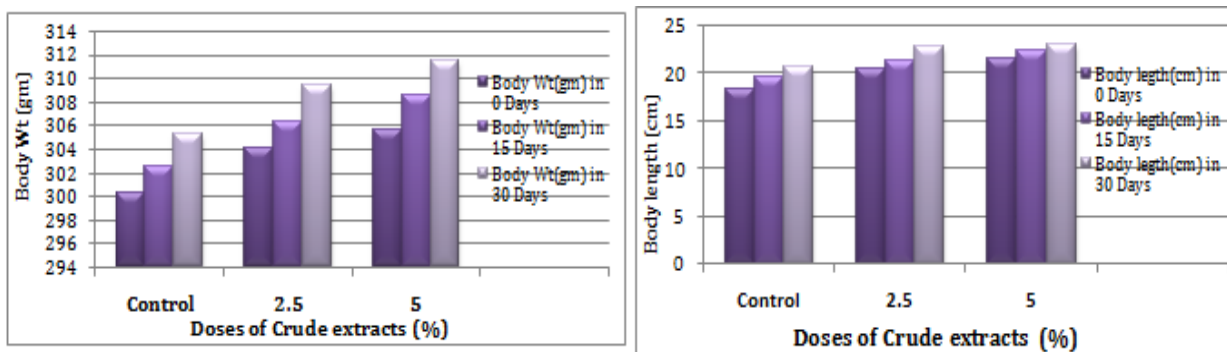 314
312
310
308
306
304
302
300
298
296
294
Body Wt (gm)
Control 2.5 5
Doses of Crude extracts (%)
Body Wt(gm) in
0 Days
Body Wt(gm) in
15 Days
Body Wt(gm) in
30 Days
25
20
15
10
5
0
Body length (cm)
Control 2.5 5
Doses of Crude extracts (%)
Body legth(cm) in
0 Days
Body legth(cm) in
15 Days
Body legth(cm) in
30 Days